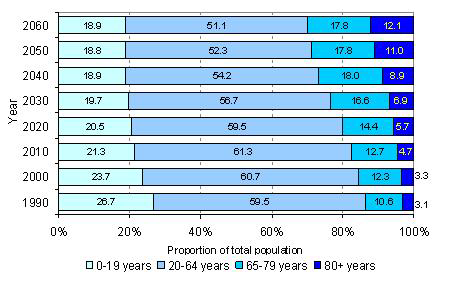 2060 18.9 51.1 17.8 12.1
2050 18.8 52.3 17.8 11.0
2040 18.9 54.2 18.0 8.9
2030 19.7 56.7 16.6 6.9
2020 20.5 59.5 14.4 5.7
2010 21.3 61.3 12.7 4.7
2000 23.7 60.7 12.3 3.3
1990 26.7 59.5 10.6 3.1
Year
0% 20% 40% 60% 80% 100%
Proportion of total population
0-19 years 20-64 years 65-79 years 80+ years